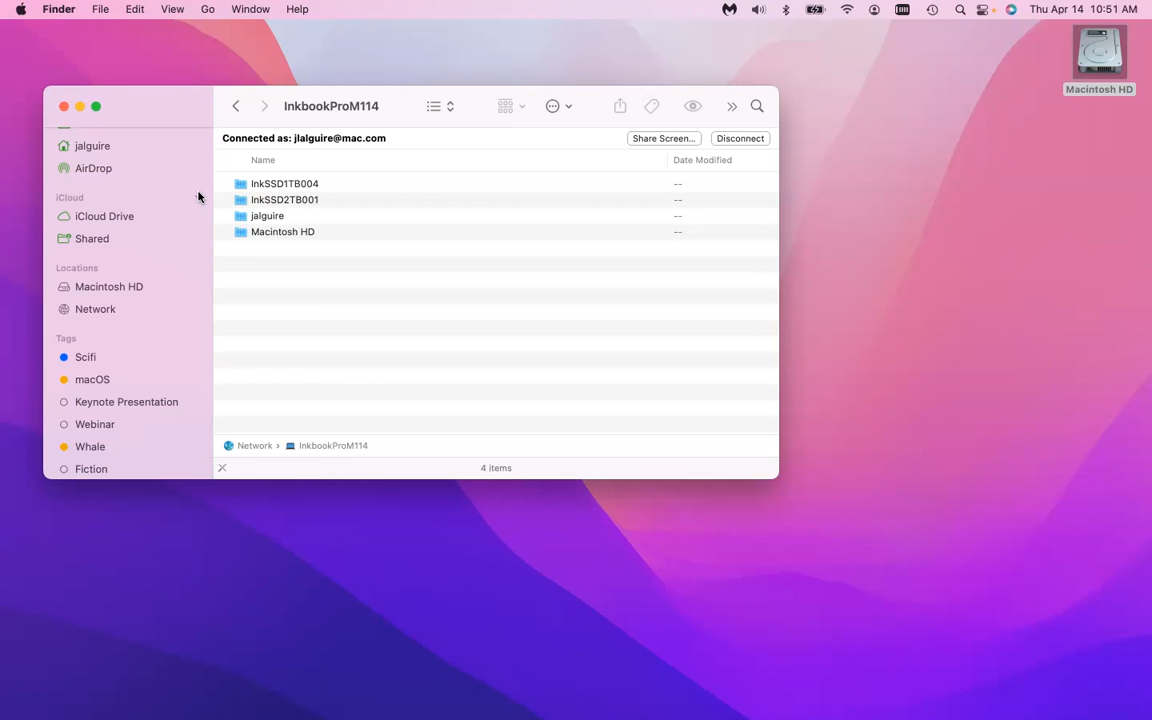 Finder File Edit View Go Window Help Thu Apr 14 10:51 AM
Macintosh HD
InkbookProM114
Connected as: jlalguire@mac.com Share Screen... Disconnect
Name Date Modified
InkSSD1TB004 --
InkSSD2TB001 --
jalguire --
Macintosh HD --
jalguire
AirDrop
iCloud
iCloud Drive
Shared
Locations
Macintosh HD
Network
Tags
Scifi
macOS
Keynote Presentation
Webinar
Whale
Fiction
Network › InkbookProM114
4 items